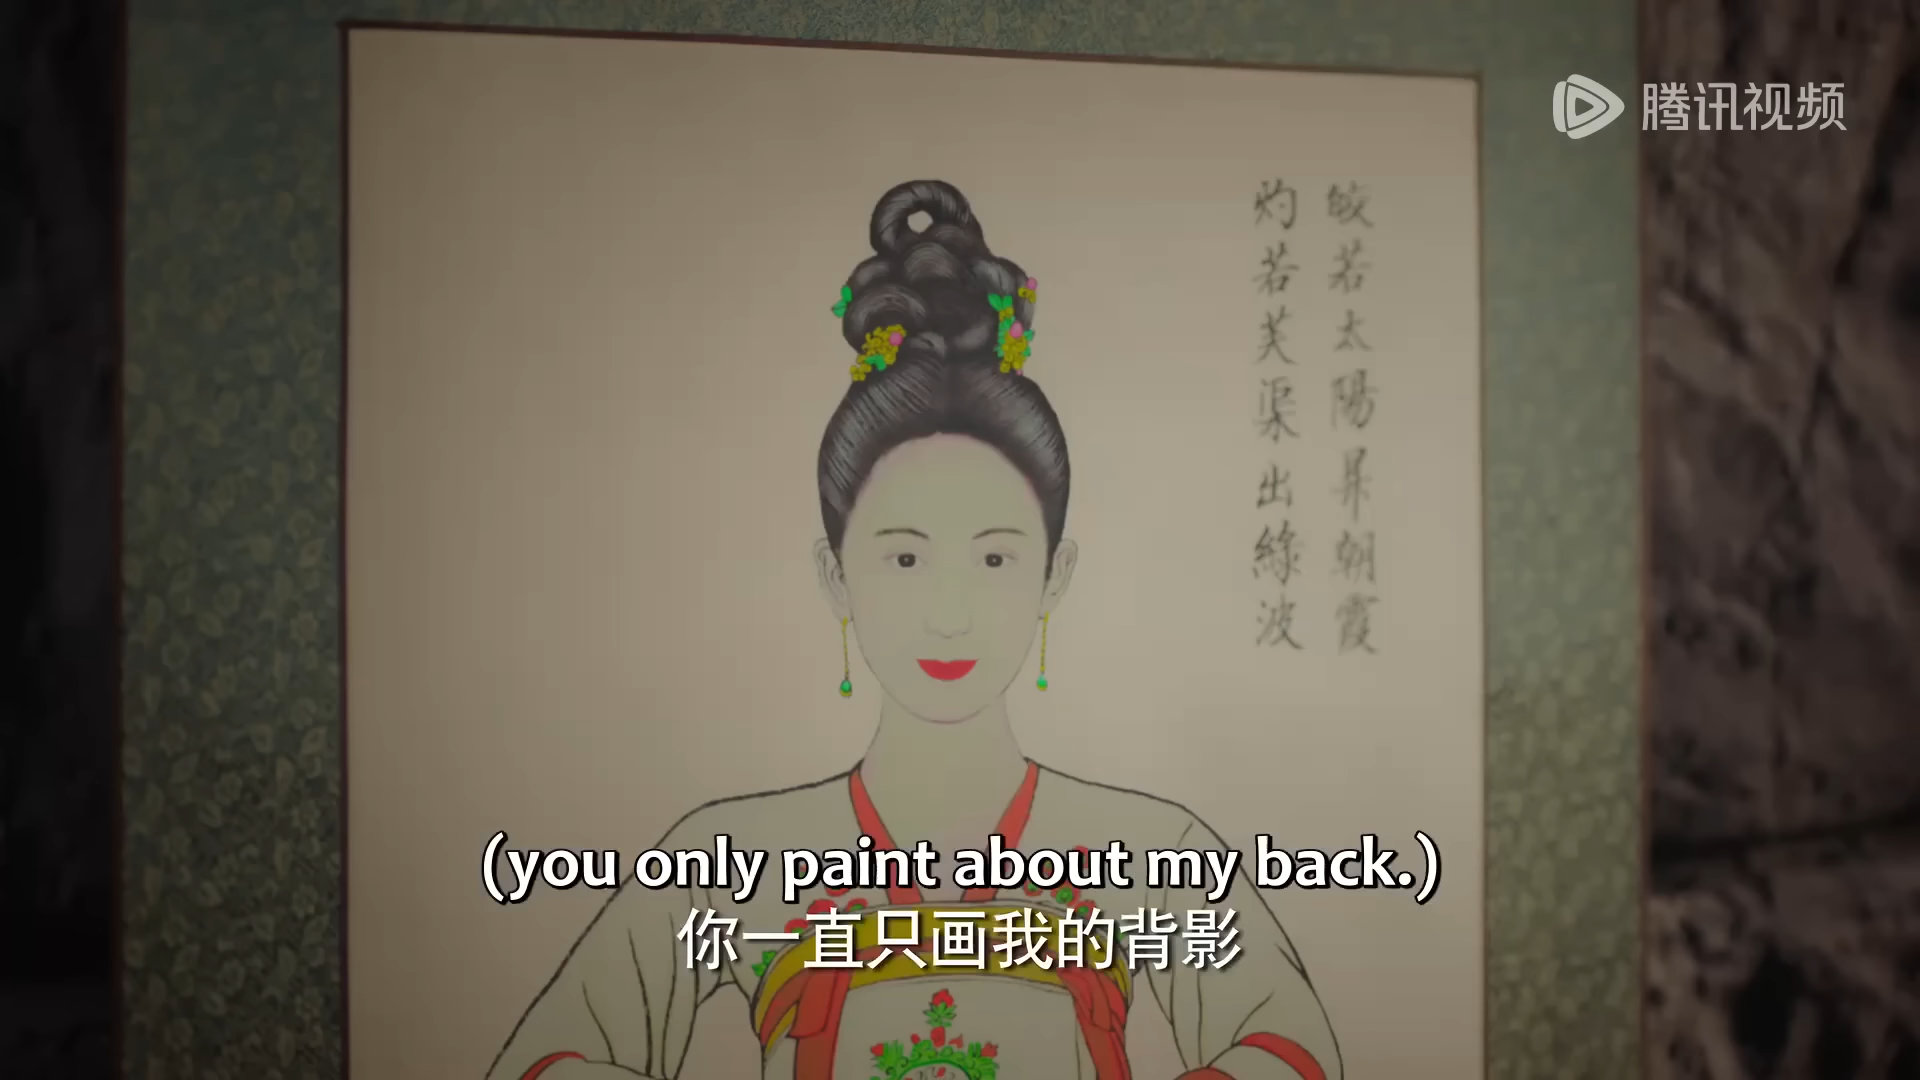 腾讯视频
皎若太陽昇朝霞
灼若芙渠出綠波
(you only paint about my back.)
你一直只画我的背影